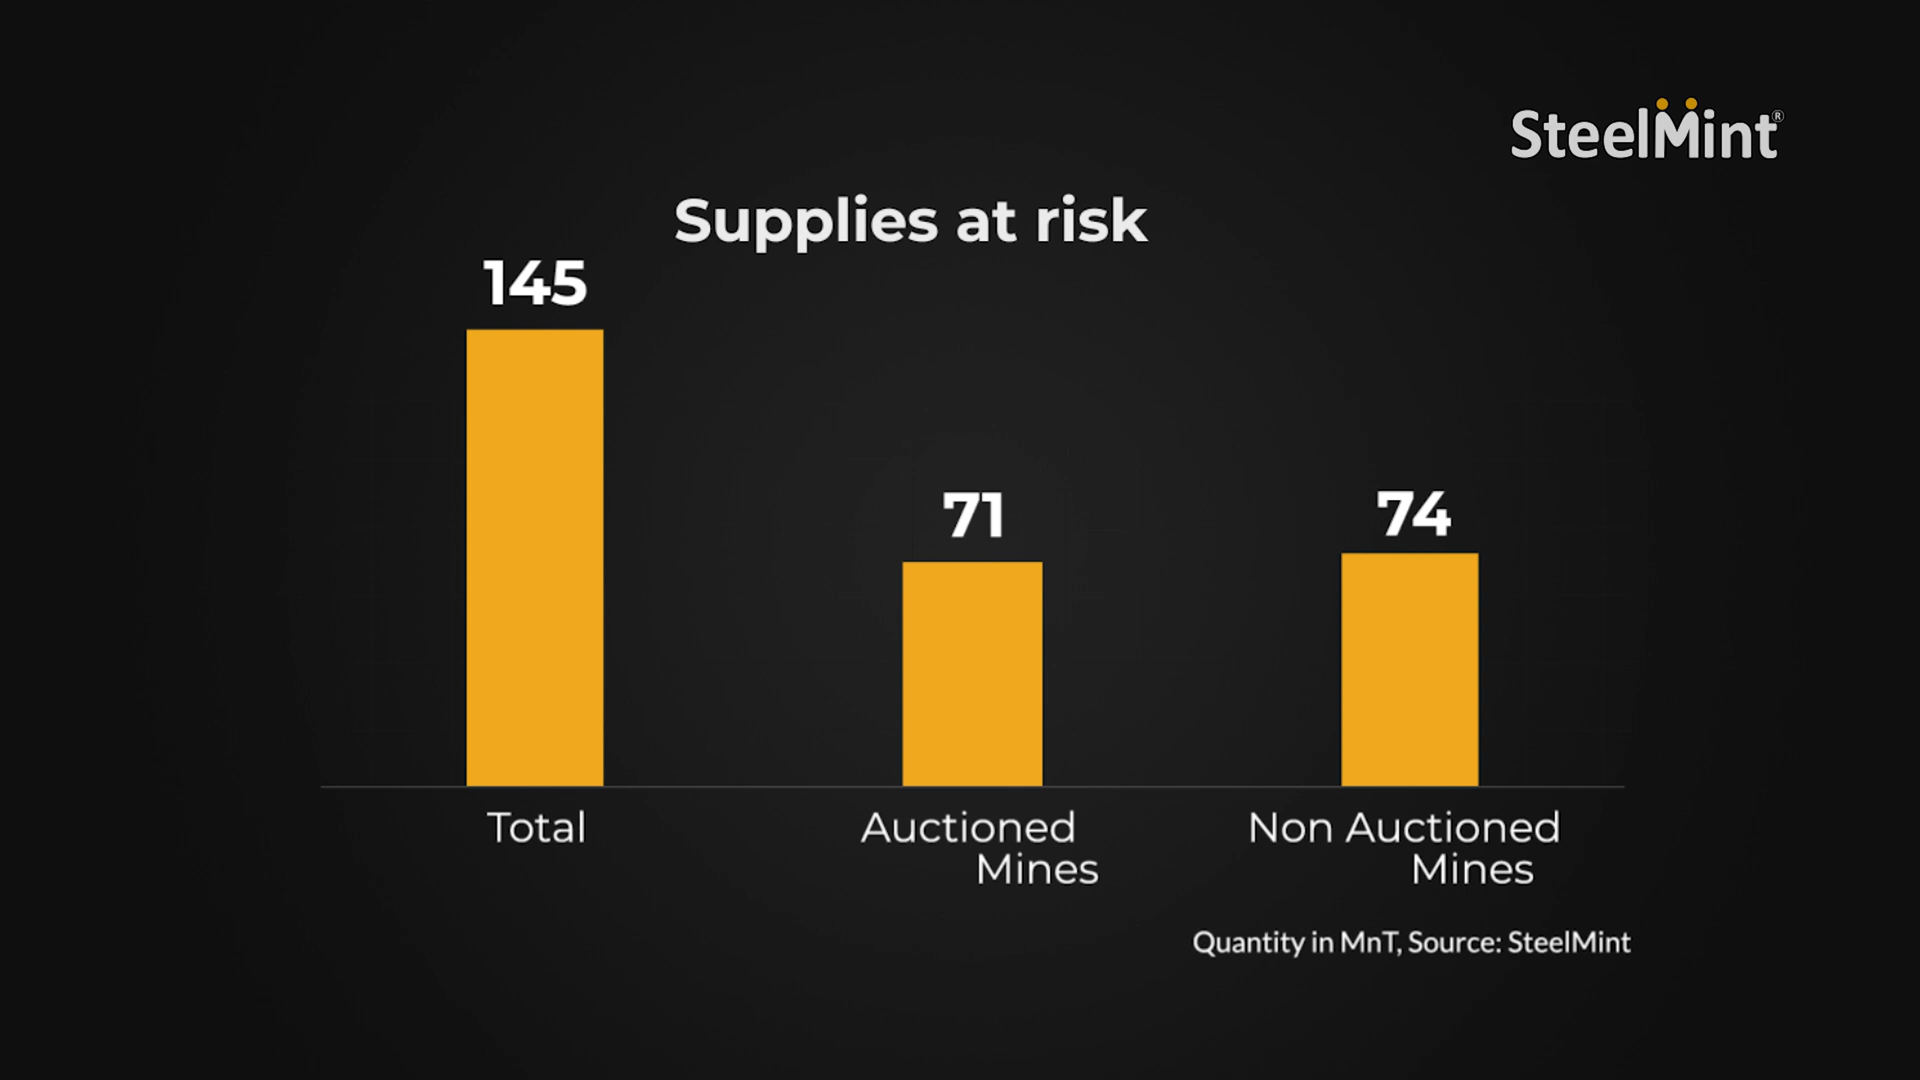 SteelMint®
Supplies at risk
145
71
74
Total
Auctioned
Mines
Non Auctioned
Mines
Quantity in MnT, Source: SteelMint